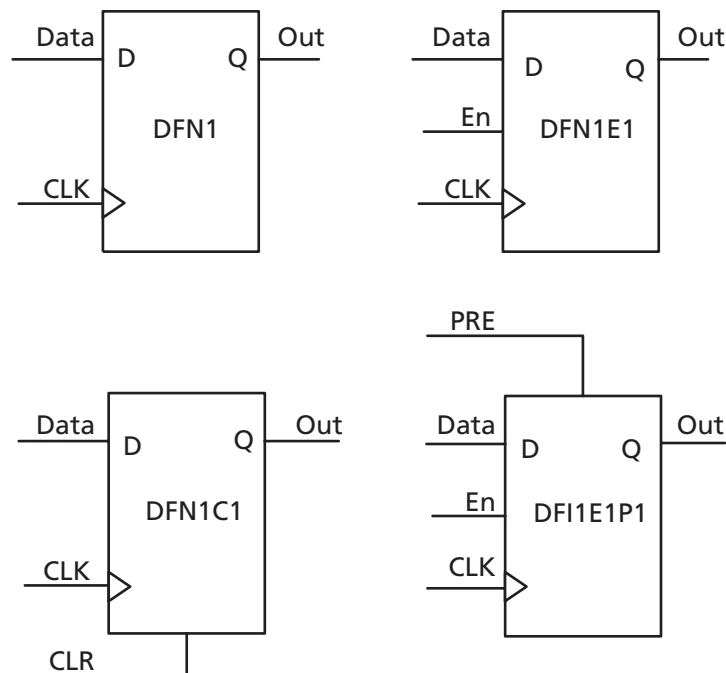 Data
D
Q
Out
DFN1
CLK
Data
D
Q
Out
En
DFN1E1
CLK
Data
D
Q
Out
DFN1C1
CLK
CLR
PRE
Data
D
Q
Out
En
DFI1E1P1
CLK